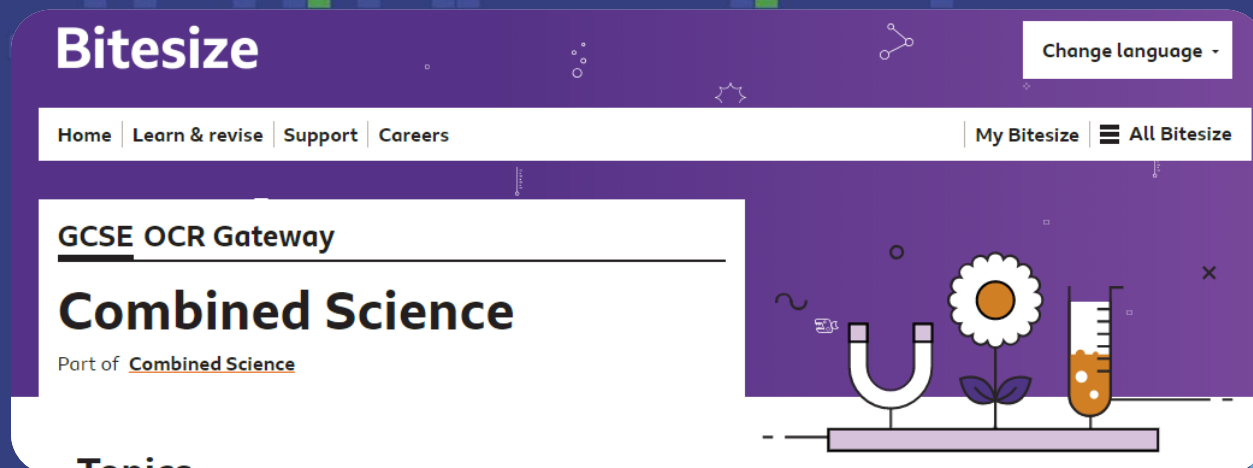 Bitesize
Change language
Home Learn & revise Support Careers My Bitesize All Bitesize
GCSE OCR Gateway
Combined Science
Part of Combined Science
Topics